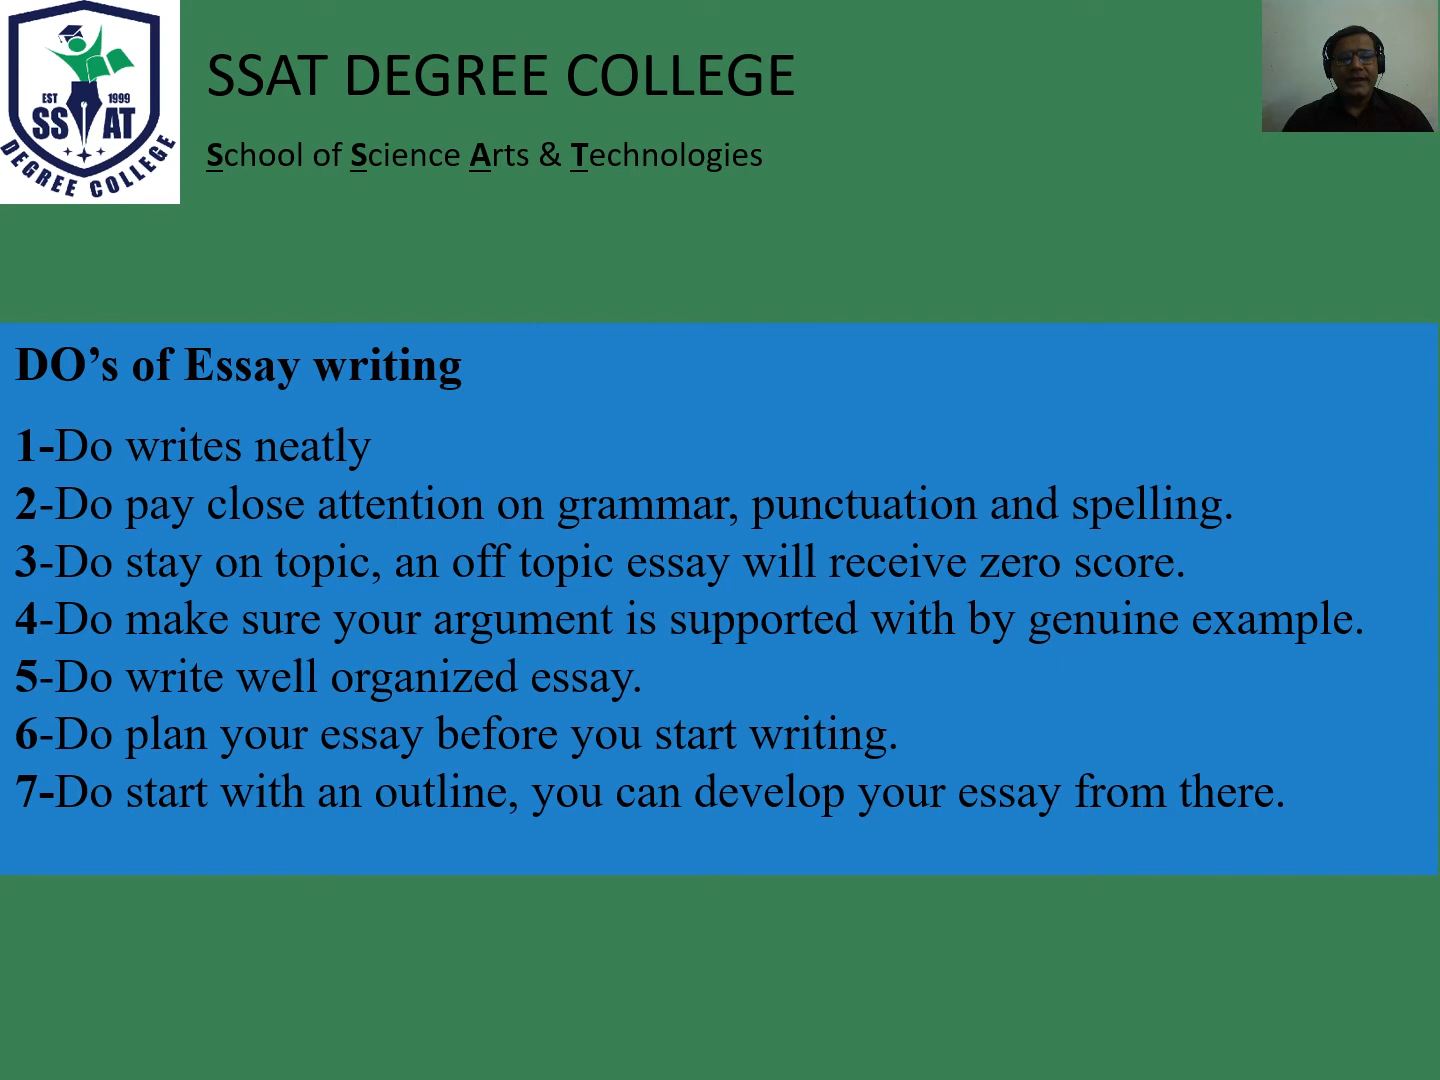 EST 1999
SS AT
DEGREE COLLEGE
SSAT DEGREE COLLEGE
School of Science Arts & Technologies
DO’s of Essay writing
1-Do writes neatly
2-Do pay close attention on grammar, punctuation and spelling.
3-Do stay on topic, an off topic essay will receive zero score.
4-Do make sure your argument is supported with by genuine example.
5-Do write well organized essay.
6-Do plan your essay before you start writing.
7-Do start with an outline, you can develop your essay from there.